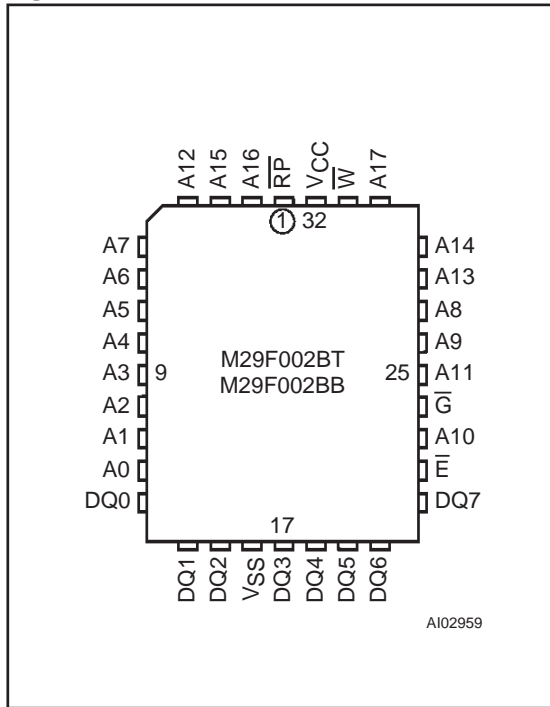 A12
A15
A16
R̅P̅
VCC
W̅
A17
1 32
A7
A6
A5
A4
A3
A2
A1
A0
DQ0
9
M29F002BT
M29F002BB
25
A14
A13
A8
A9
A11
G̅
A10
E̅
DQ7
17
DQ1
DQ2
VSS
DQ3
DQ4
DQ5
DQ6
AI02959